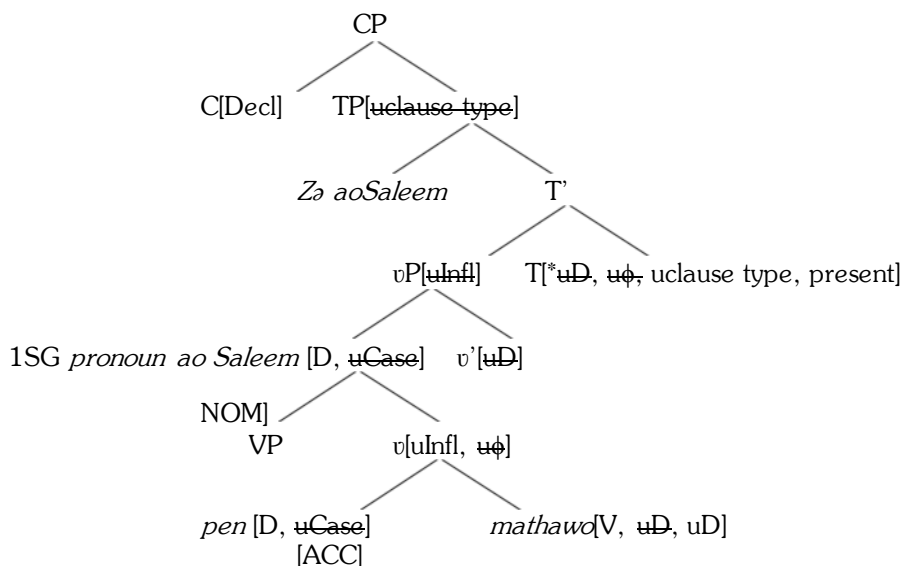 CP
C[Decl] TP[uclause type]
Zə aoSaleem T’
υP[uInfl] T[*uD, uϕ, uclause type, present]
1SG pronoun ao Saleem [D, uCase] υ’[uD]
NOM]
VP υ[uInfl, uϕ]
pen [D, uCase] mathawo[V, uD, uD]
[ACC]